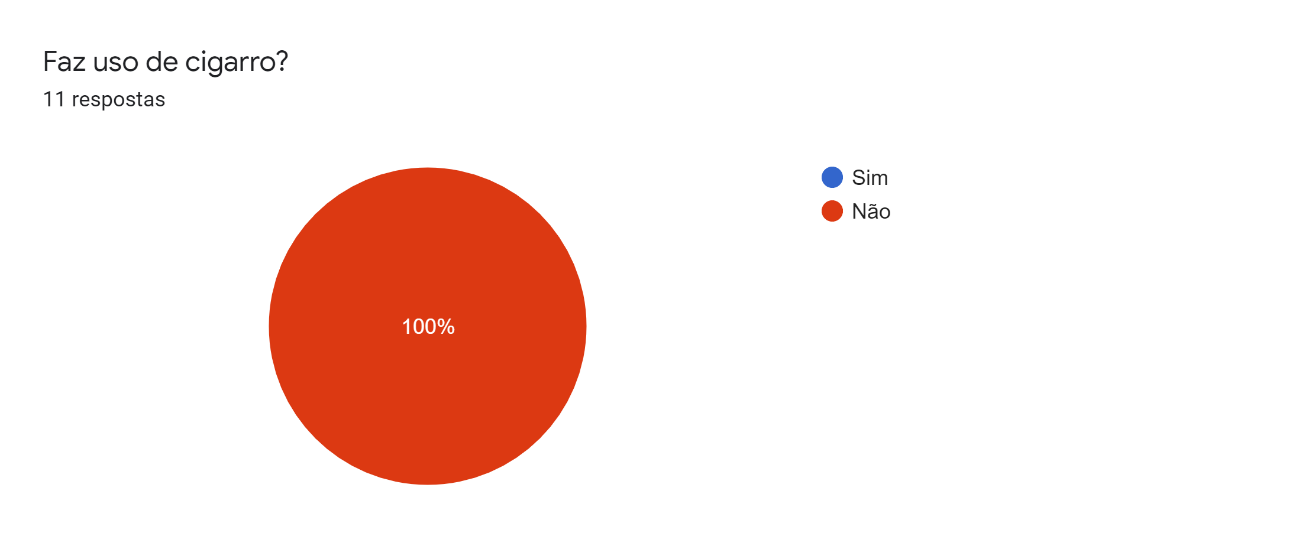 Faz uso de cigarro?
11 respostas
Sim
Não
100%